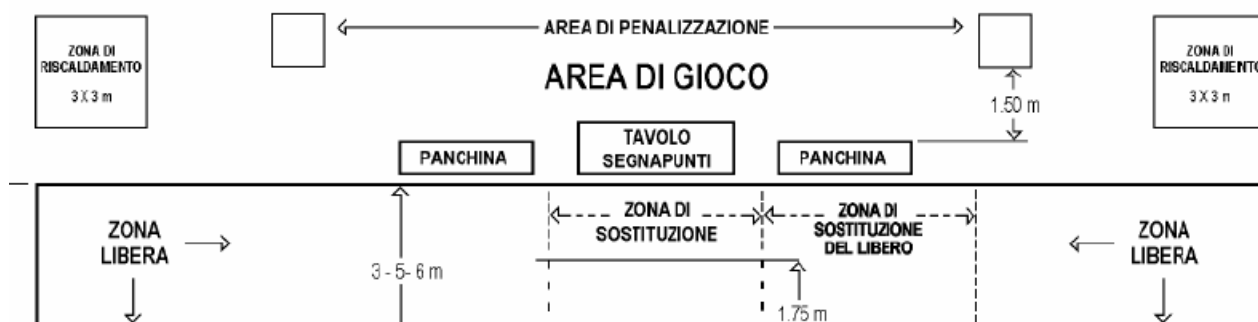 AREA DI PENALIZZAZIONE
ZONA DI
RISCALDAMENTO
3 X 3 m
ZONA DI
RISCALDAMENTO
3 X 3 m
AREA DI GIOCO
1.50 m
PANCHINA
TAVOLO
SEGNAPUNTI
PANCHINA
ZONA
LIBERA
3 - 5- 6 m
ZONA DI
SOSTITUZIONE
ZONA DI
SOSTITUZIONE
DEL LIBERO
1.75 m
ZONA
LIBERA